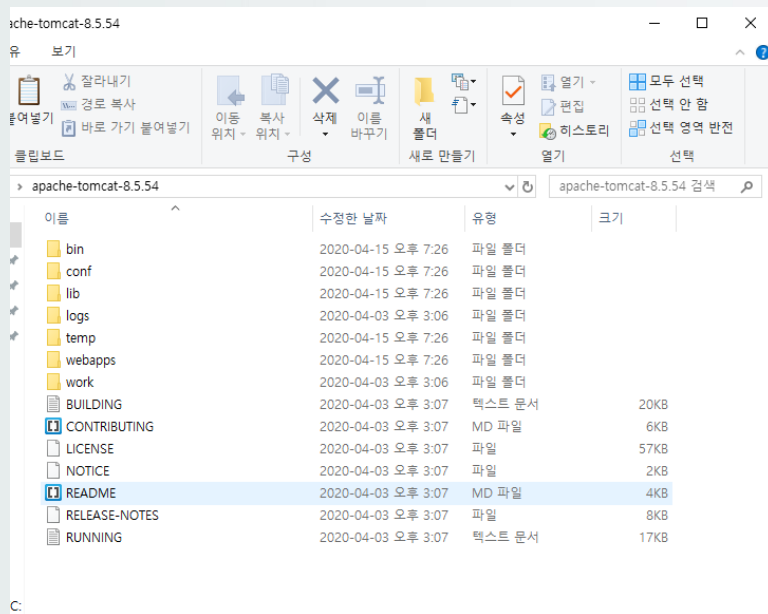 ache-tomcat-8.5.54
유 보기
붙여넣기
잘라내기
경로 복사
바로 가기 붙여넣기
클립보드
이동 위치
복사 위치
삭제
이름 바꾸기
구성
새 폴더
새로 만들기
속성
열기
편집
히스토리
열기
모두 선택
선택 안 함
선택 영역 반전
선택
apache-tomcat-8.5.54
apache-tomcat-8.5.54 검색
이름 수정한 날짜 유형 크기
bin 2020-04-15 오후 7:26 파일 폴더
conf 2020-04-15 오후 7:26 파일 폴더
lib 2020-04-15 오후 7:26 파일 폴더
logs 2020-04-03 오후 3:06 파일 폴더
temp 2020-04-15 오후 7:26 파일 폴더
webapps 2020-04-15 오후 7:26 파일 폴더
work 2020-04-03 오후 3:06 파일 폴더
BUILDING 2020-04-03 오후 3:07 텍스트 문서 20KB
CONTRIBUTING 2020-04-03 오후 3:07 MD 파일 6KB
LICENSE 2020-04-03 오후 3:07 파일 57KB
NOTICE 2020-04-03 오후 3:07 파일 2KB
README 2020-04-03 오후 3:07 MD 파일 4KB
RELEASE-NOTES 2020-04-03 오후 3:07 파일 8KB
RUNNING 2020-04-03 오후 3:07 텍스트 문서 17KB
C: